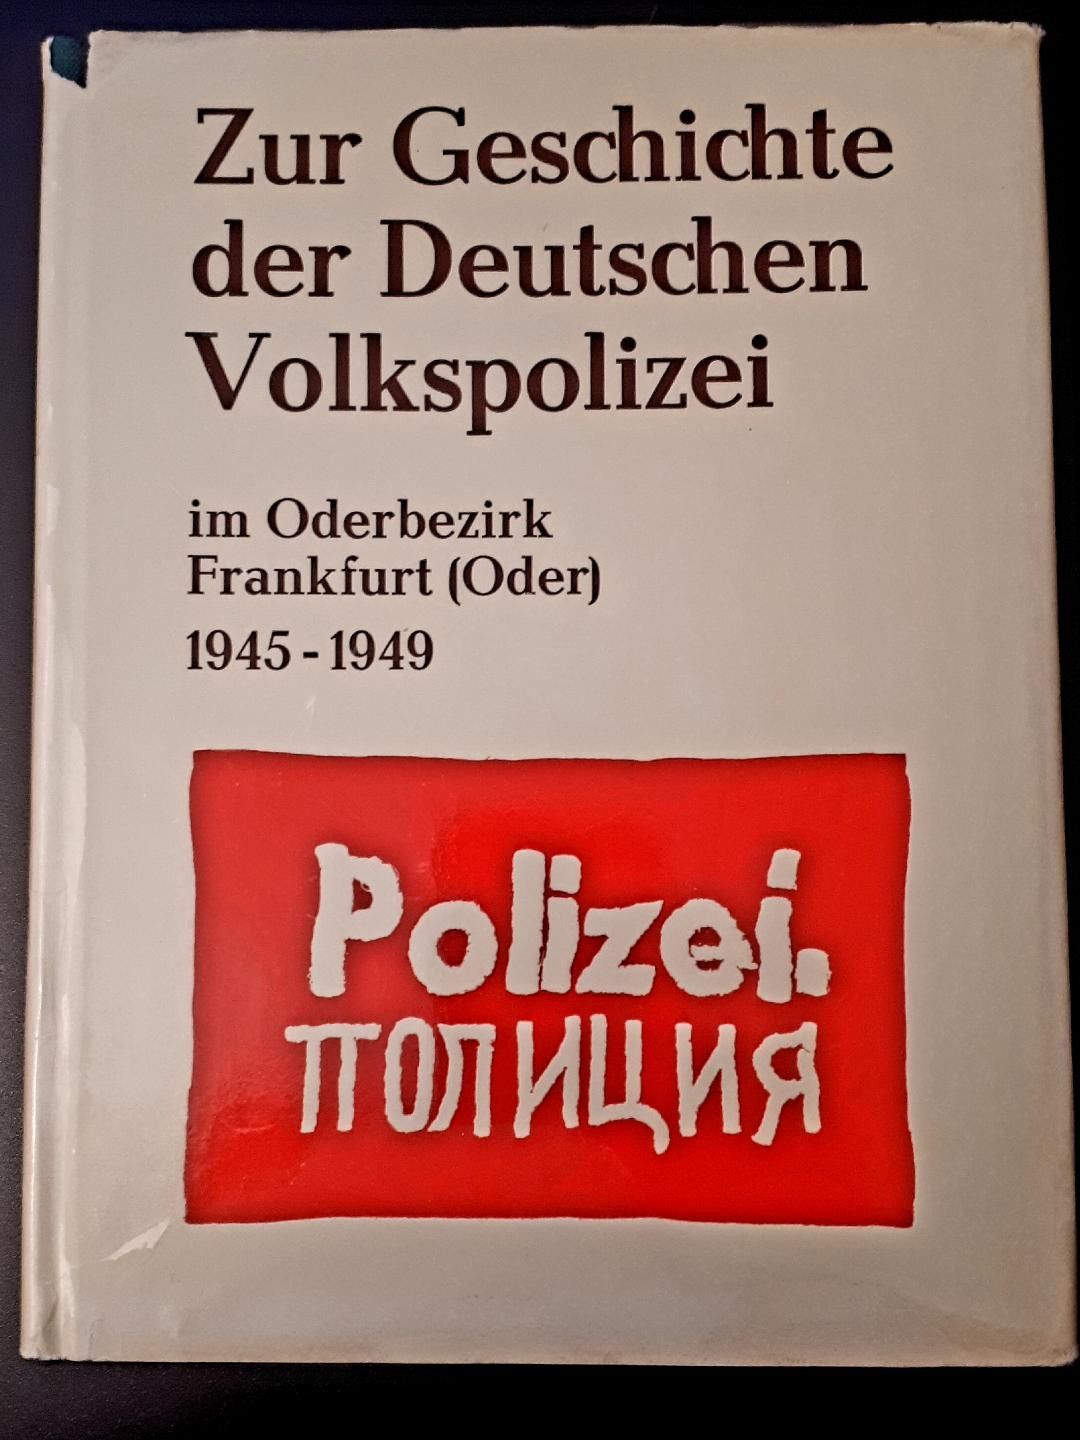 Zur Geschichte
der Deutschen
Volkspolizei
im Oderbezirk
Frankfurt (Oder)
1945-1949
Polizei.
ПОЛИЦИЯ